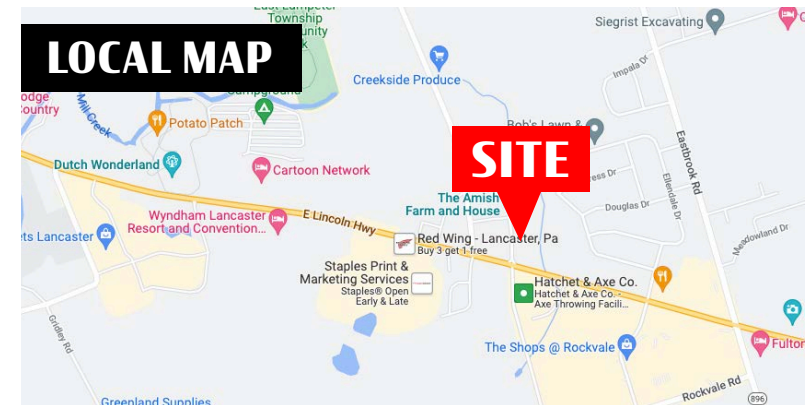 East Lampeter
Township
Community
Siegrist Excavating
LOCAL MAP
Creekside Produce
Impala Dr
Campground
Country
Mill Creek
Potato Patch
Bob's Lawn &
Eastbrook Rd
SITE
Dutch Wonderland
Cartoon Network
ress Dr
Ellendale Dr
The Amish
Farm and House
Douglas Dr
Wyndham Lancaster
Resort and Convention...
E Lincoln Hwy
Meadowland Dr
ets Lancaster
Red Wing - Lancaster, Pa
Buy 3 get 1 free
Staples Print &
Marketing Services
Staples® Open
Early & Late
Hatchet & Axe Co.
Hatchet & Axe Co. -
Axe Throwing Facili...
Gridley Rd
The Shops @ Rockvale
Fulton
Rockvale Rd
896
Greenland Supplies